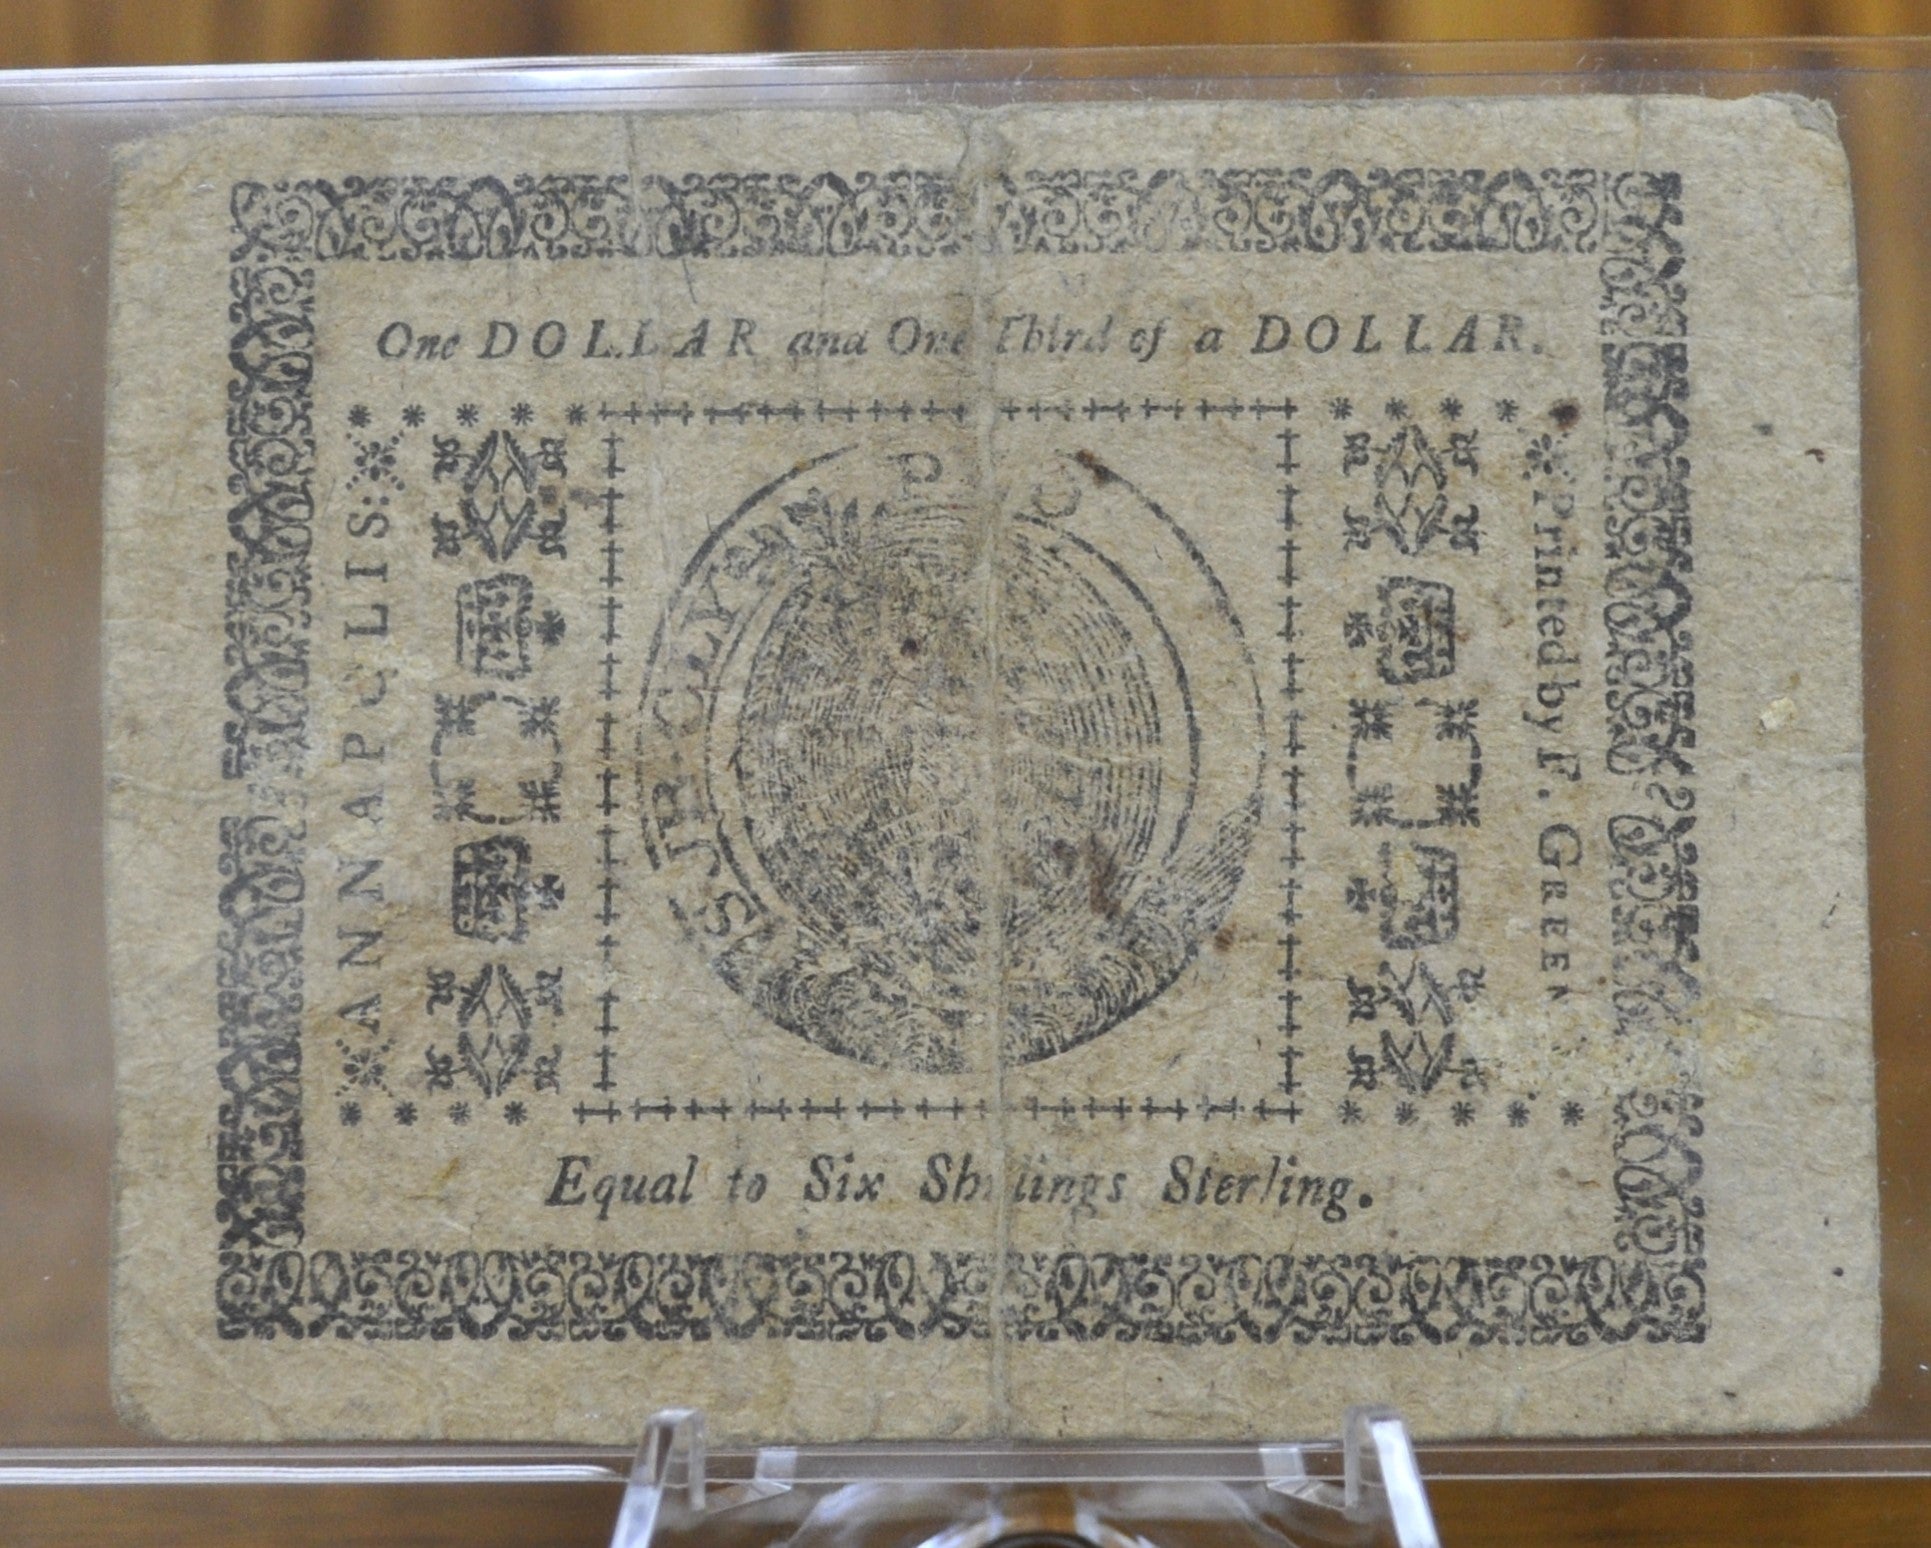 One DOLLAR and One Third of a DOLLAR.
ANNAPOLIS:
Printed by F. GREEN
Equal to Six Shillings Sterling.